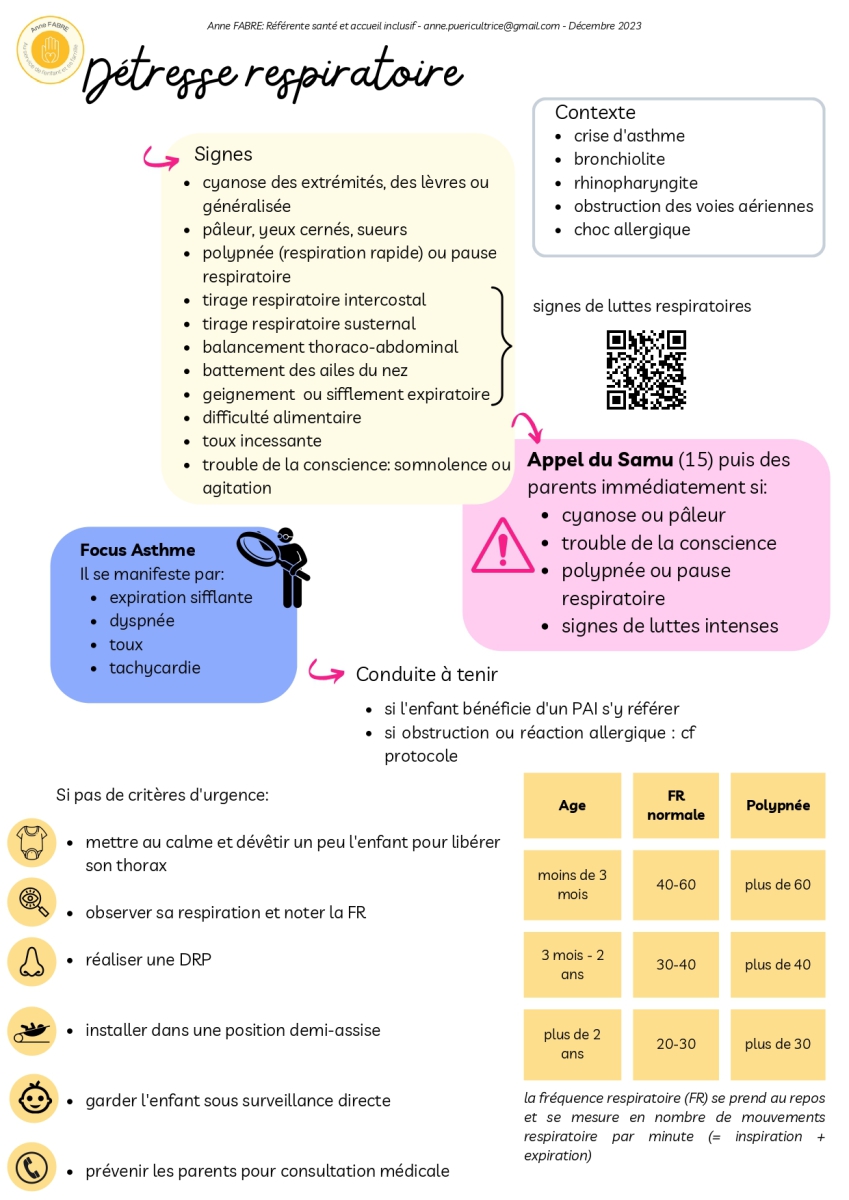 Anne FABRE: Référente santé et accueil inclusif - anne.puericultrice@gmail.com - Décembre 2023
Anne FABRE
Au service de l'enfant et sa famille
Détresse respiratoire
Contexte
• crise d'asthme
• bronchiolite
• rhinopharyngite
• obstruction des voies aériennes
• choc allergique
Signes
• cyanose des extrémités, des lèvres ou
généralisée
• pâleur, yeux cernés, sueurs
• polypnée (respiration rapide) ou pause
respiratoire
• tirage respiratoire intercostal
• tirage respiratoire susternal
• balancement thoraco-abdominal
• battement des ailes du nez
• geignement ou sifflement expiratoire
• difficulté alimentaire
• toux incessante
• trouble de la conscience: somnolence ou
agitation
signes de luttes respiratoires
Appel du Samu (15) puis des
parents immédiatement si:
• cyanose ou pâleur
• trouble de la conscience
• polypnée ou pause
respiratoire
• signes de luttes intenses
Focus Asthme
Il se manifeste par:
• expiration sifflante
• dyspnée
• toux
• tachycardie
Conduite à tenir
• si l'enfant bénéficie d'un PAI s'y référer
• si obstruction ou réaction allergique : cf
protocole
Si pas de critères d'urgence:
• mettre au calme et dévêtir un peu l'enfant pour libérer
son thorax
• observer sa respiration et noter la FR
• réaliser une DRP
• installer dans une position demi-assise
• garder l'enfant sous surveillance directe
• prévenir les parents pour consultation médicale
Age
FR
normale
Polypnée
moins de 3
mois
40-60
plus de 60
3 mois - 2
ans
30-40
plus de 40
plus de 2
ans
20-30
plus de 30
la fréquence respiratoire (FR) se prend au repos
et se mesure en nombre de mouvements
respiratoire par minute (= inspiration +
expiration)